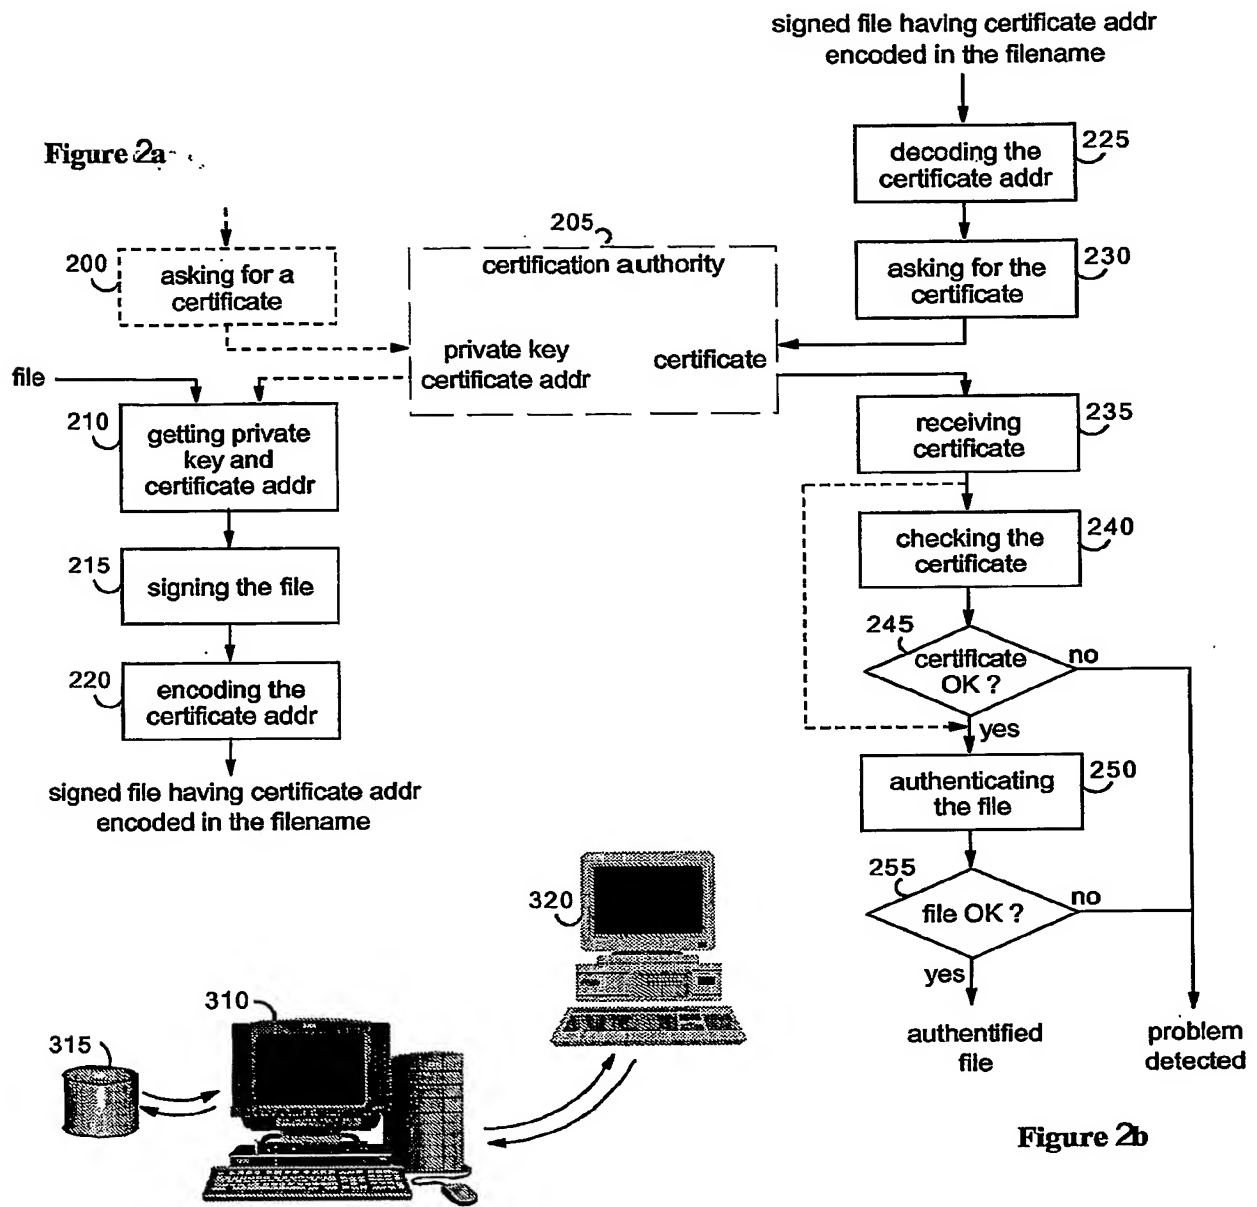 signed file having certificate addr
encoded in the filename
Figure 2a
225
decoding the
certificate addr
205
200
asking for a
certificate
certification authority
230
asking for the
certificate
private key
certificate addr
certificate
file
210
getting private
key and
certificate addr
235
receiving
certificate
240
checking the
certificate
215
signing the file
245
certificate
OK ?
no
yes
220
encoding the
certificate addr
signed file having certificate addr
encoded in the filename
250
authenticating
the file
255
file OK ?
no
yes
320
310
315
authentified
file
problem
detected
Figure 2b